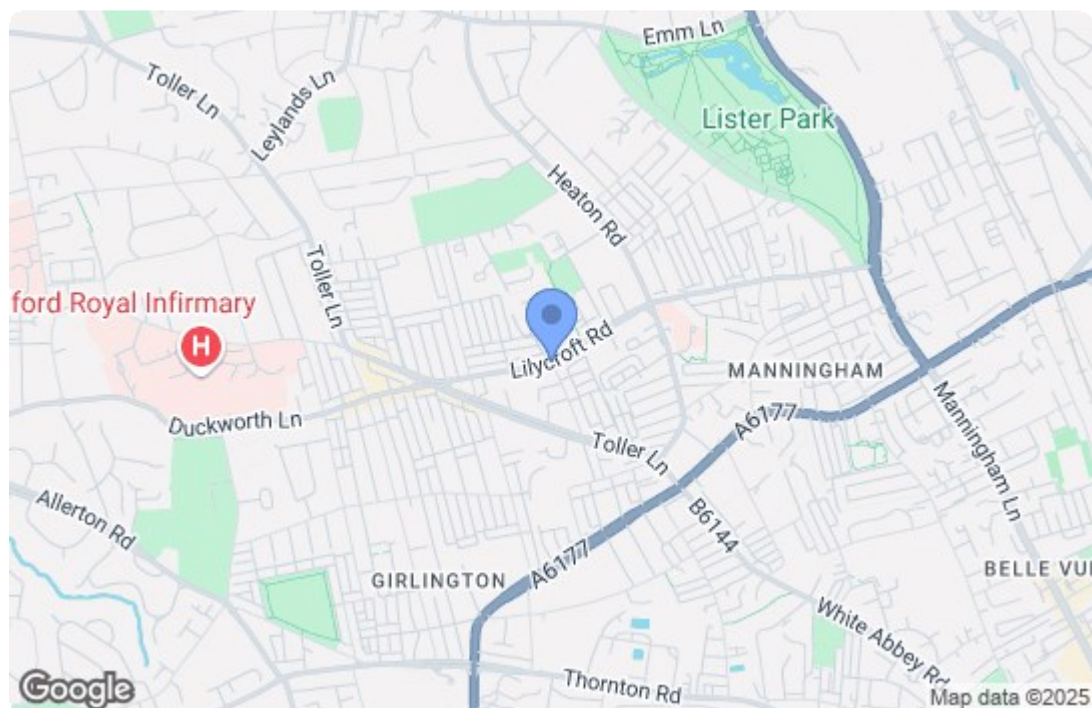 Emm Ln
Toller Ln
Leylands Ln
Lister Park
Heaton Rd
Toller Ln
ford Royal Infirmary
H
Lilycroft Rd
MANNINGHAM
Duckworth Ln
A6177
Manningham Ln
Toller Ln
Allerton Rd
B6144
A6177
GIRLINGTON
BELLE VUE
White Abbey Rd
Thornton Rd
Google
Map data ©2025